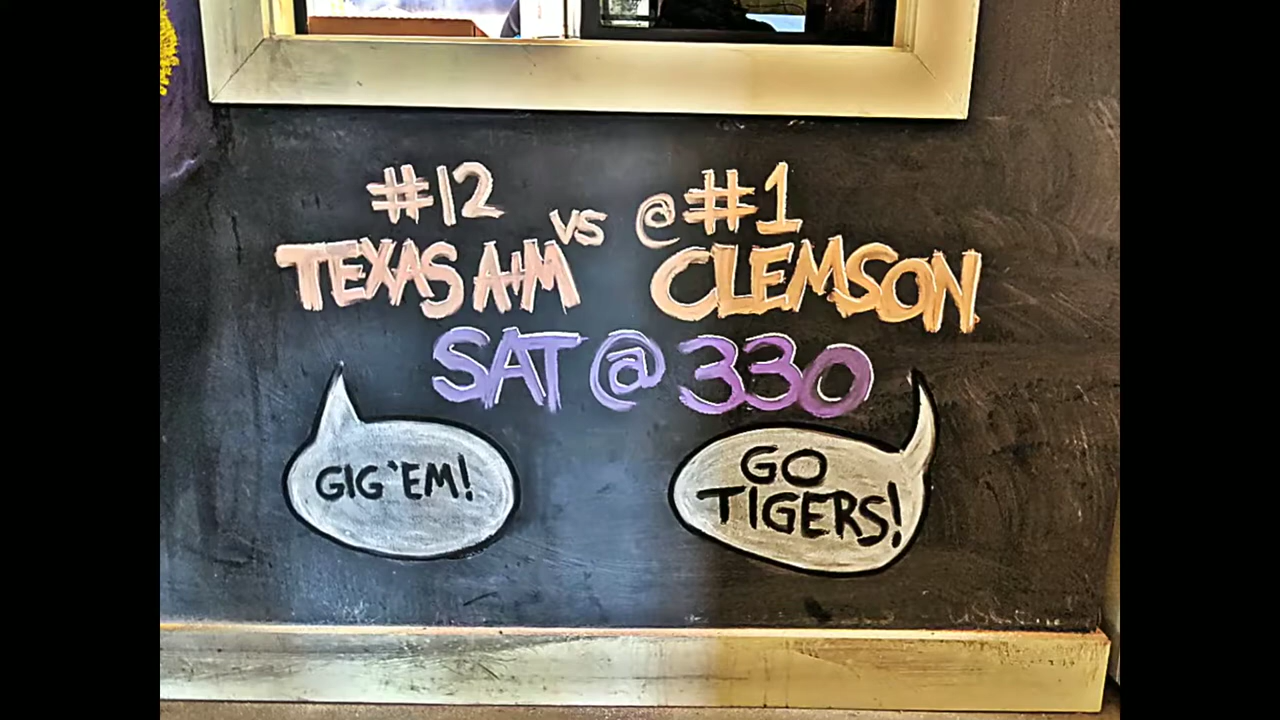 #12 vs @ #1
TEXAS A+M CLEMSON
SAT @ 330
GIG 'EM!
GO
TIGERS!